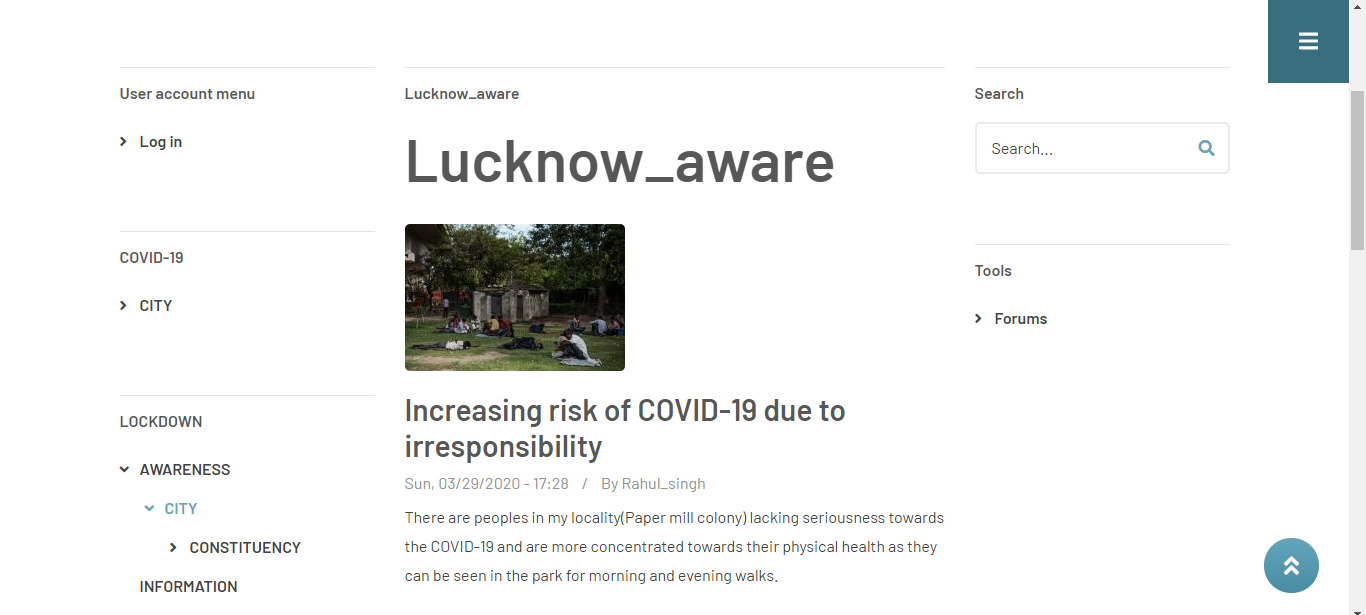 User account menu
Log in
COVID-19
CITY
LOCKDOWN
AWARENESS
CITY
CONSTITUENCY
INFORMATION
Lucknow_aware
Lucknow_aware
Increasing risk of COVID-19 due to
irresponsibility
Sun, 03/29/2020 - 17:28 / By Rahul_singh
There are peoples in my locality(Paper mill colony) lacking seriousness towards
the COVID-19 and are more concentrated towards their physical health as they
can be seen in the park for morning and evening walks.
Search
Search...
Tools
Forums